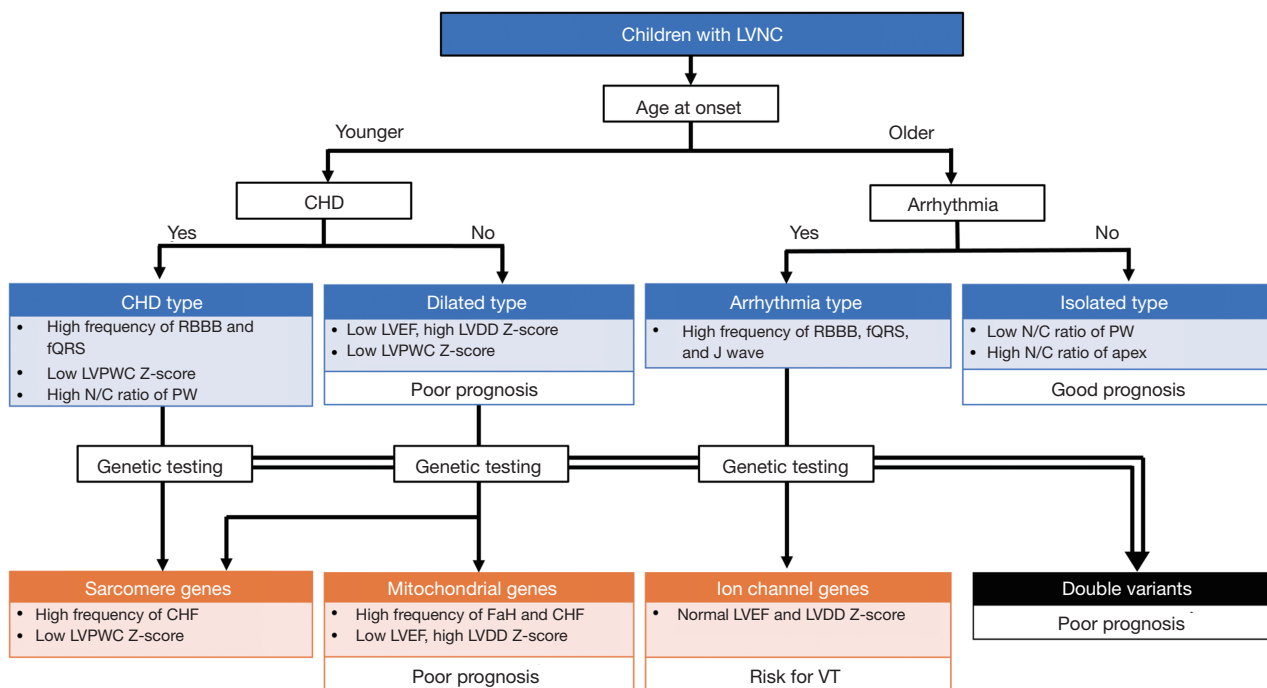 Children with LVNC
Age at onset
Younger
Older
CHD
Arrhythmia
Yes
No
Yes
No
CHD type
• High frequency of RBBB and
fQRS
• Low LVPWC Z-score
• High N/C ratio of PW
Dilated type
• Low LVEF, high LVDD Z-score
• Low LVPWC Z-score
Poor prognosis
Arrhythmia type
• High frequency of RBBB, fQRS,
and J wave
Isolated type
• Low N/C ratio of PW
• High N/C ratio of apex
Good prognosis
Genetic testing
Genetic testing
Genetic testing
Sarcomere genes
• High frequency of CHF
• Low LVPWC Z-score
Mitochondrial genes
• High frequency of FaH and CHF
• Low LVEF, high LVDD Z-score
Poor prognosis
Ion channel genes
• Normal LVEF and LVDD Z-score
Risk for VT
Double variants
Poor prognosis